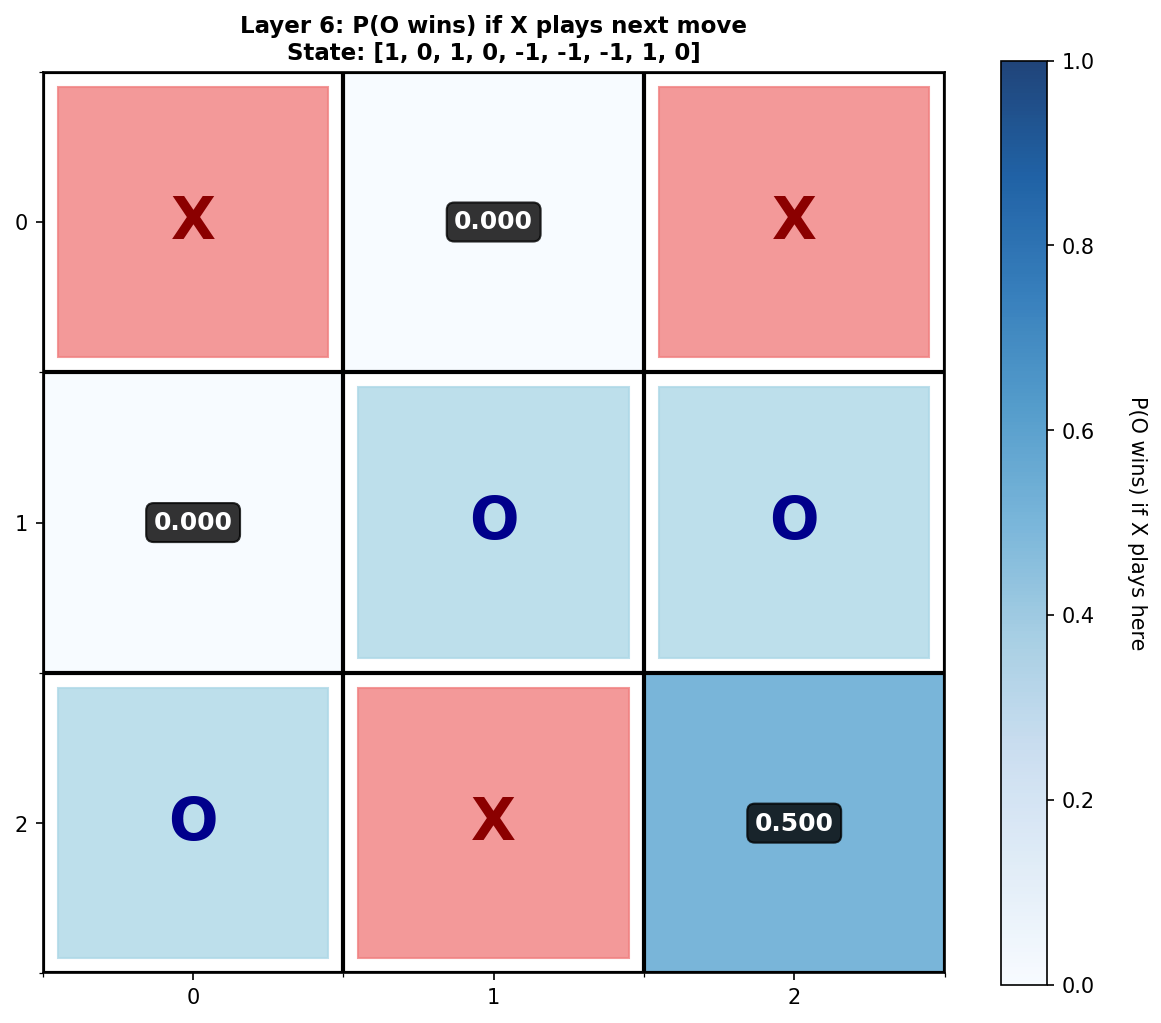 Layer 6: P(O wins) if X plays next move
State: [1, 0, 1, 0, -1, -1, -1, 1, 0]
X
0.000
X
0.000
O
O
O
X
0.500
0
1
2
0
1
2
1.0
0.8
0.6
0.4
0.2
0.0
P(O wins) if X plays here